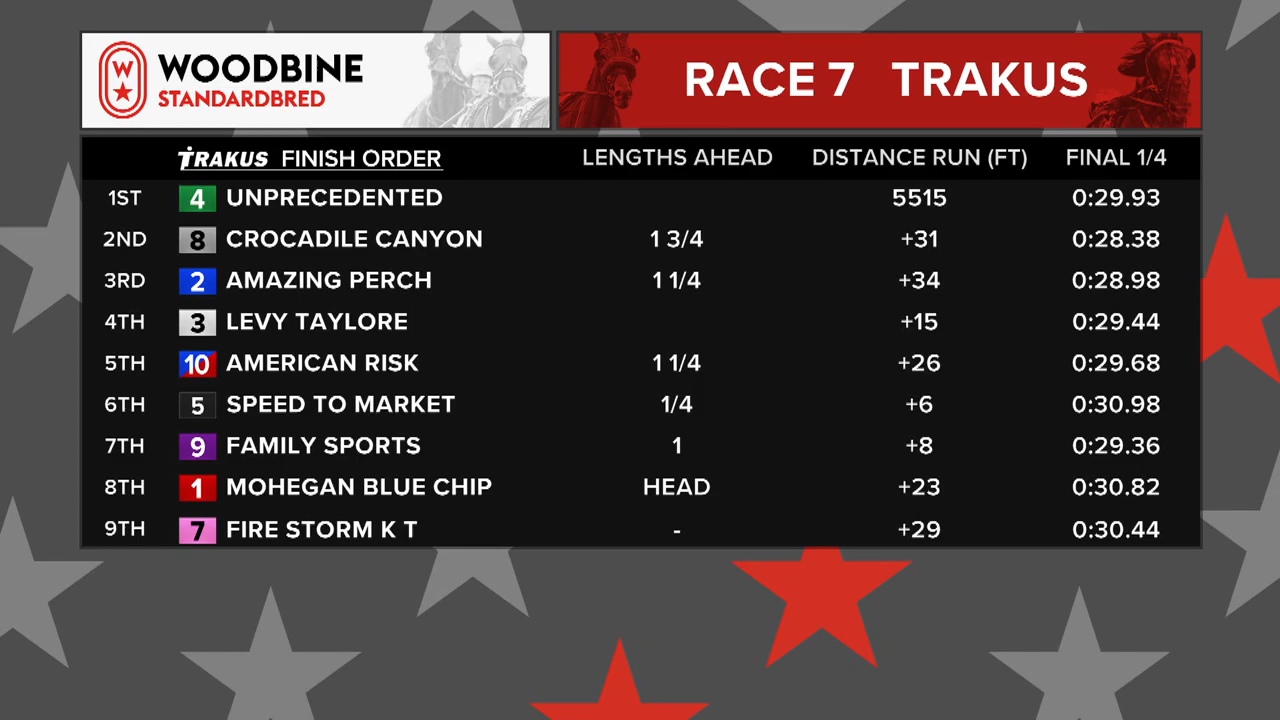 W
WOODBINE
STANDARDBRED
RACE 7 TRAKUS
TRAKUS FINISH ORDER LENGTHS AHEAD DISTANCE RUN (FT) FINAL 1/4
1ST 4 UNPRECEDENTED 5515 0:29.93
2ND 8 CROCADILE CANYON 1 3/4 +31 0:28.38
3RD 2 AMAZING PERCH 1 1/4 +34 0:28.98
4TH 3 LEVY TAYLORE +15 0:29.44
5TH 10 AMERICAN RISK 1 1/4 +26 0:29.68
6TH 5 SPEED TO MARKET 1/4 +6 0:30.98
7TH 9 FAMILY SPORTS 1 +8 0:29.36
8TH 1 MOHEGAN BLUE CHIP HEAD +23 0:30.82
9TH 7 FIRE STORM K T - +29 0:30.44